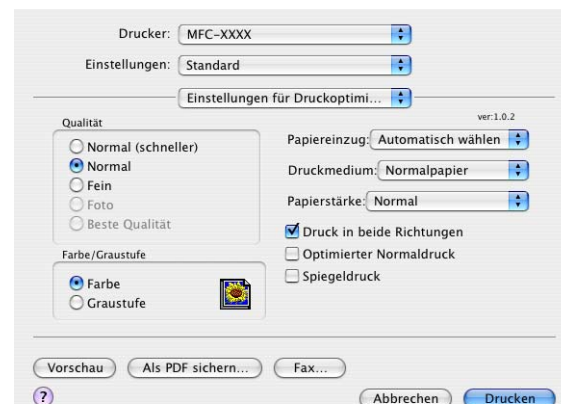 Drucker: MFC-XXXX
Einstellungen: Standard
Einstellungen für Druckoptimi...
ver:1.0.2
Qualität
Normal (schneller)
Normal
Fein
Foto
Beste Qualität
Papiereinzug: Automatisch wählen
Druckmedium: Normalpapier
Papierstärke: Normal
Druck in beide Richtungen
Optimierter Normaldruck
Spiegeldruck
Farbe/Graustufe
Farbe
Graustufe
Vorschau Als PDF sichern... Fax...
? Abbrechen Drucken